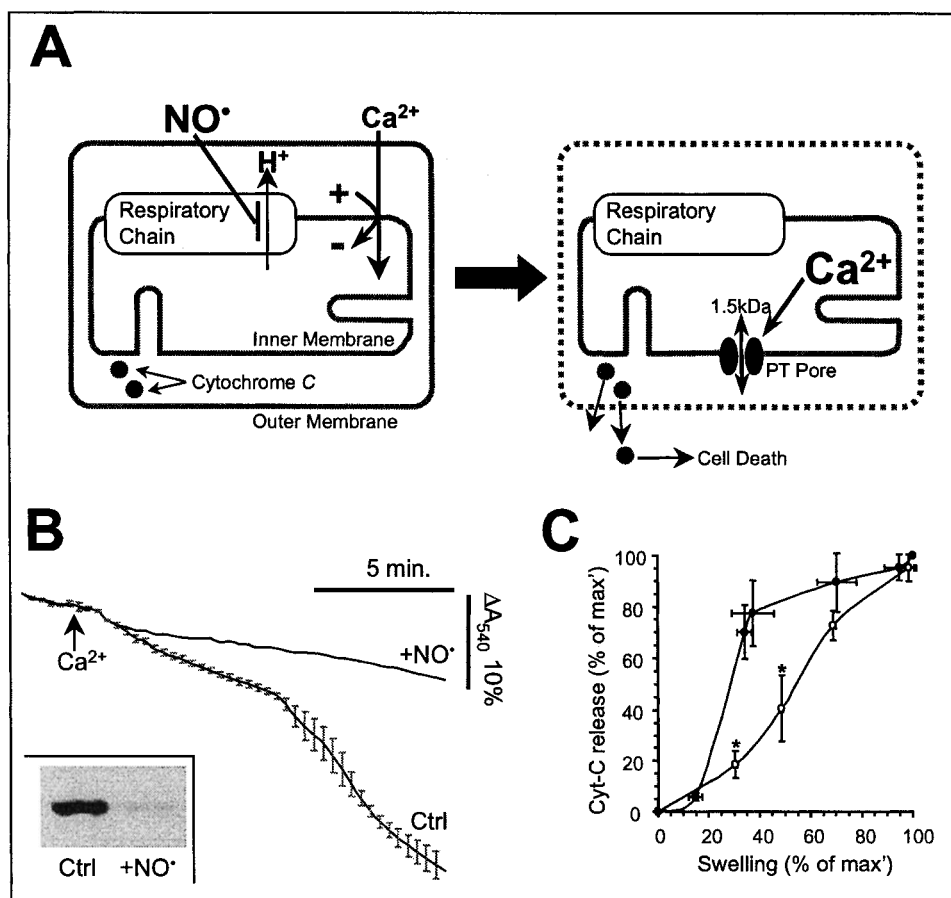 A
NO•
Ca²⁺
H⁺
+
-
Respiratory
Chain
Inner Membrane
Cytochrome C
Outer Membrane
Respiratory
Chain
Ca²⁺
1.5kDa
PT Pore
Cell Death
B
5 min.
ΔA₅₄₀ 10%
Ca²⁺
+NO•
Ctrl
Ctrl +NO•
C
Cyt-C release (% of max')
100
80
60
40
20
0
* *
0 20 40 60 80 100
Swelling (% of max')